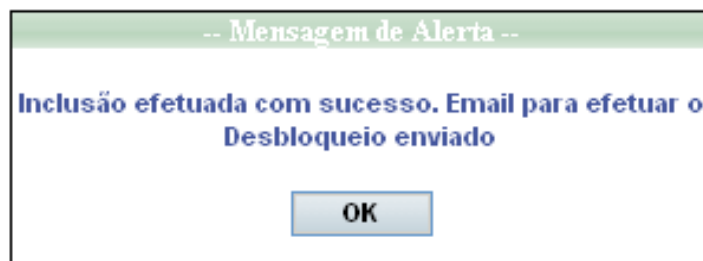 -- Mensagem de Alerta --
Inclusão efetuada com sucesso. Email para efetuar o
Desbloqueio enviado
OK